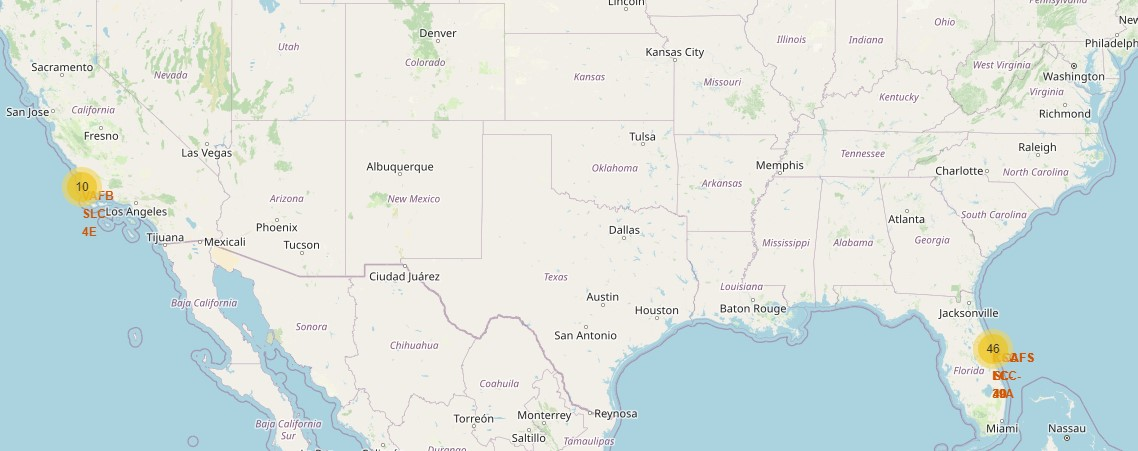 Lincoln
Pennsylvania
Denver
Utah
Colorado
Ohio
Illinois
Indiana
Kansas City
Philadelph
Sacramento
Nevada
Kansas
Missouri
West Virginia
Washington
Virginia
San Jose
California
Kentucky
Richmond
Fresno
Las Vegas
Tulsa
Raleigh
Albuquerque
Oklahoma
Memphis
Tennessee
Charlotte
North Carolina
10
AFB
SLC-
4E
Los Angeles
Arizona
New Mexico
Arkansas
Phoenix
Atlanta
South Carolina
Tijuana
Mexicali
Tucson
Dallas
Mississippi
Alabama
Georgia
Ciudad Juárez
Texas
Louisiana
Baja California
Austin
Houston
Baton Rouge
Jacksonville
Sonora
San Antonio
Chihuahua
46
AFS
Florida
Coahuila
Torreón
Monterrey
Reynosa
Baja California
Sur
Saltillo
Tamaulipas
Durango
Miami
Nassau